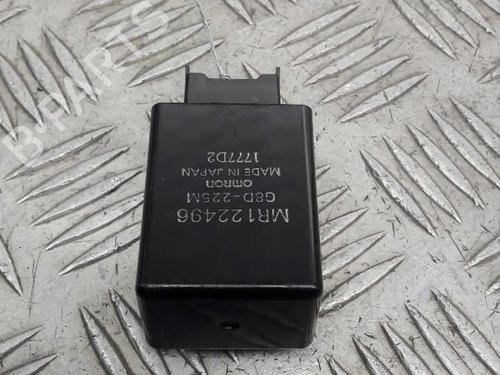 MR122496
G8D-225M
OMRON
MADE IN JAPAN
1777D2
B-PARTS